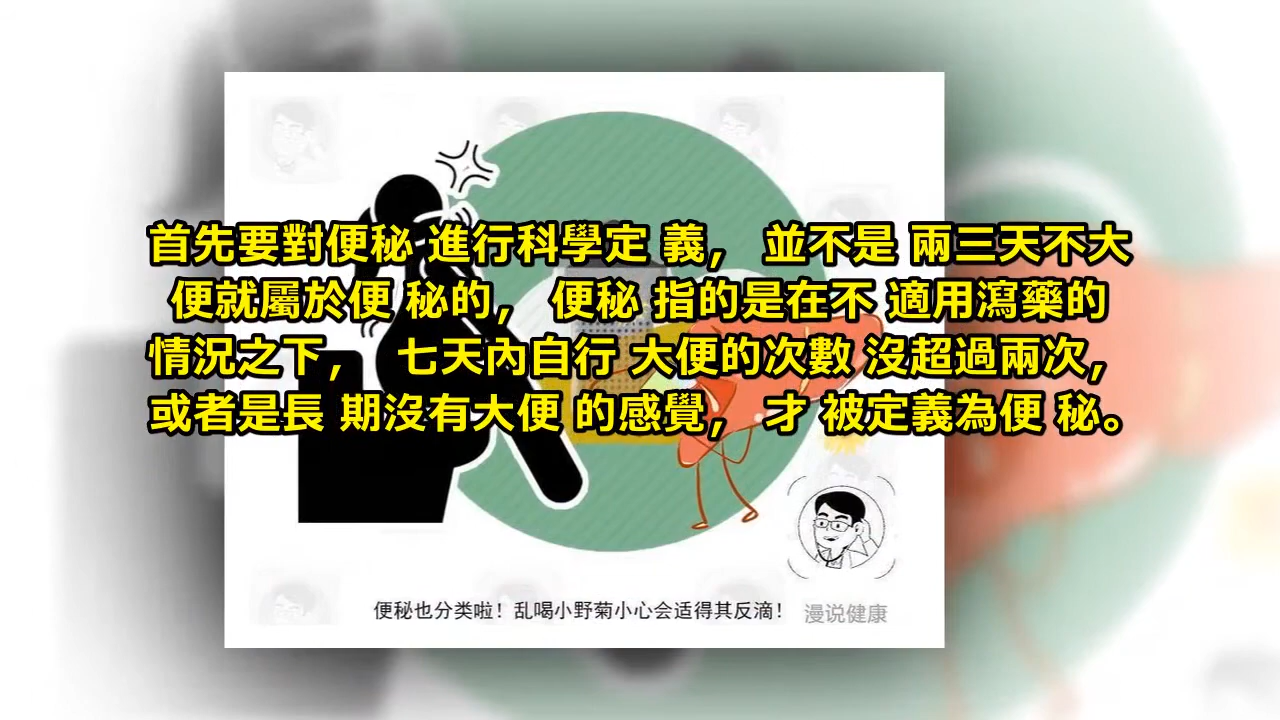 首先要對便秘 進行科學定 義， 並不是 兩三天不大
便就屬於便 秘的， 便秘 指的是在不 適用瀉藥的
情況之下， 七天內自行 大便的次數 沒超過兩次，
或者是長 期沒有大便 的感覺， 才 被定義為便 秘。
便秘也分类啦！乱喝小野菊小心会适得其反滴！
漫说健康